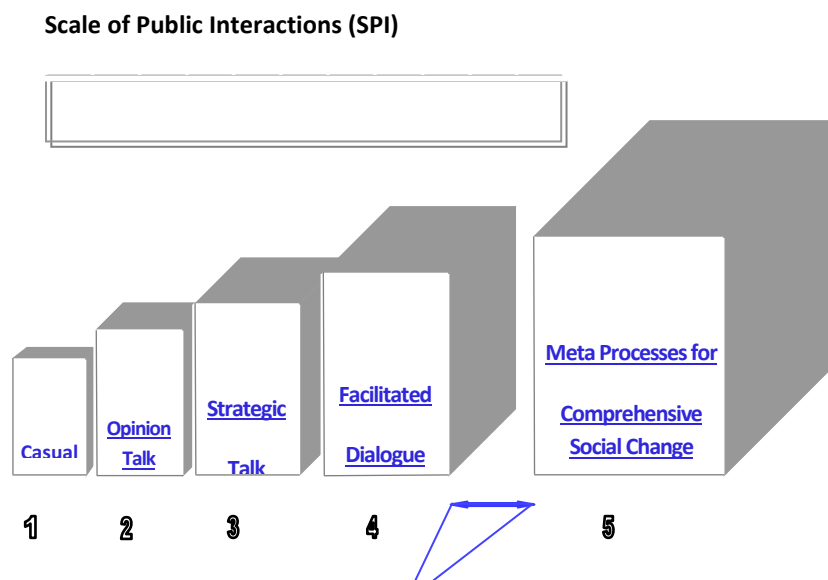 Scale of Public Interactions (SPI)
Casual
Opinion
Talk
Strategic
Talk
Facilitated
Dialogue
Meta Processes for
Comprehensive
Social Change
1
2
3
4
5